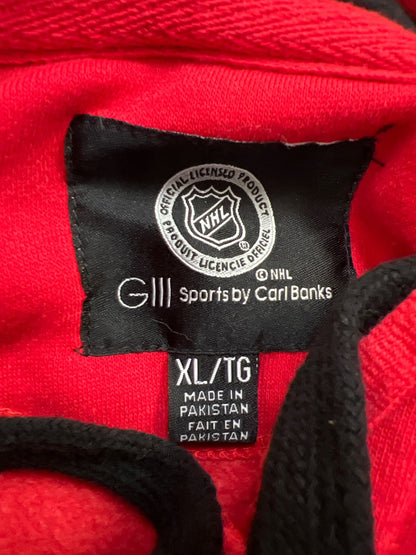 OFFICIAL LICENSED PRODUCT
NHL
PRODUIT LICENCIÉ OFFICIEL
© NHL
GIII Sports by Carl Banks
XL/TG
MADE IN
PAKISTAN
FAIT EN
PAKISTAN